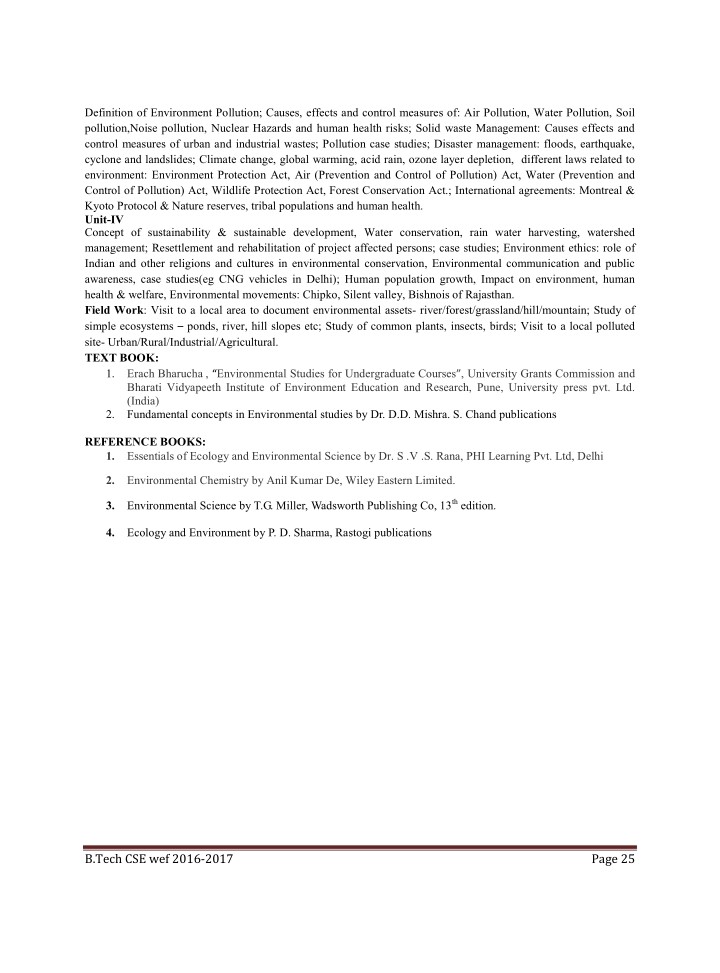 Definition of Environment Pollution; Causes, effects and control measures of: Air Pollution, Water Pollution, Soil
pollution,Noise pollution, Nuclear Hazards and human health risks; Solid waste Management: Causes effects and
control measures of urban and industrial wastes; Pollution case studies; Disaster management: floods, earthquake,
cyclone and landslides; Climate change, global warming, acid rain, ozone layer depletion, different laws related to
environment: Environment Protection Act, Air (Prevention and Control of Pollution) Act, Water (Prevention and
Control of Pollution) Act, Wildlife Protection Act, Forest Conservation Act.; International agreements: Montreal &
Kyoto Protocol & Nature reserves, tribal populations and human health.
Unit-IV
Concept of sustainability & sustainable development, Water conservation, rain water harvesting, watershed
management; Resettlement and rehabilitation of project affected persons; case studies; Environment ethics: role of
Indian and other religions and cultures in environmental conservation, Environmental communication and public
awareness, case studies(eg CNG vehicles in Delhi); Human population growth, Impact on environment, human
health & welfare, Environmental movements: Chipko, Silent valley, Bishnois of Rajasthan.
Field Work: Visit to a local area to document environmental assets- river/forest/grassland/hill/mountain; Study of
simple ecosystems – ponds, river, hill slopes etc; Study of common plants, insects, birds; Visit to a local polluted
site- Urban/Rural/Industrial/Agricultural.
TEXT BOOK:
1. Erach Bharucha , "Environmental Studies for Undergraduate Courses", University Grants Commission and
Bharati Vidyapeeth Institute of Environment Education and Research, Pune, University press pvt. Ltd.
(India)
2. Fundamental concepts in Environmental studies by Dr. D.D. Mishra. S. Chand publications
REFERENCE BOOKS:
1. Essentials of Ecology and Environmental Science by Dr. S .V .S. Rana, PHI Learning Pvt. Ltd, Delhi
2. Environmental Chemistry by Anil Kumar De, Wiley Eastern Limited.
3. Environmental Science by T.G. Miller, Wadsworth Publishing Co, 13th edition.
4. Ecology and Environment by P. D. Sharma, Rastogi publications
B.Tech CSE wef 2016-2017 Page 25